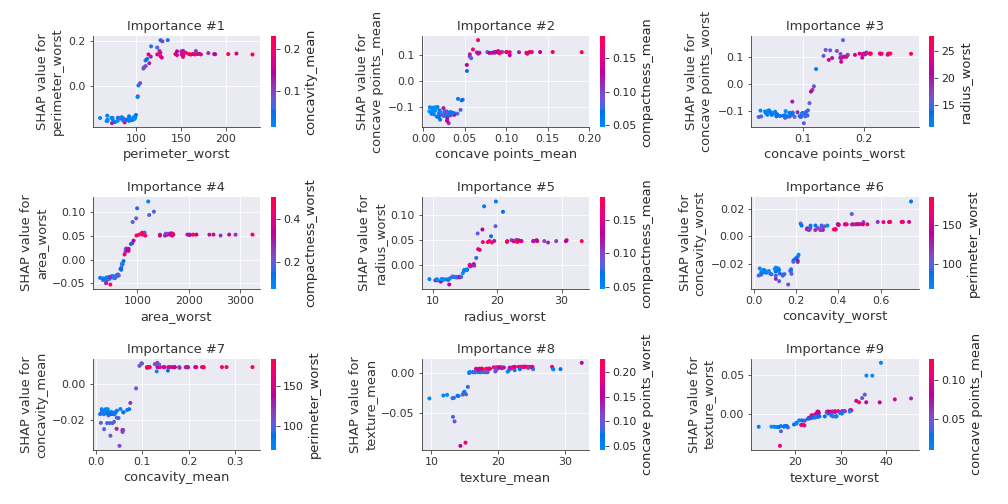 Importance #1
SHAP value for
perimeter_worst
0.2
0.0
100
150
200
perimeter_worst
0.2
0.1
concavity_mean
Importance #2
SHAP value for
concave points_mean
0.1
0.0
−0.1
0.00
0.05
0.10
0.15
0.20
concave points_mean
0.15
0.10
0.05
compactness_mean
Importance #3
SHAP value for
concave points_worst
0.1
0.0
−0.1
0.1
0.2
concave points_worst
25
20
15
radius_worst
Importance #4
SHAP value for
area_worst
0.10
0.05
0.00
−0.05
1000
2000
3000
area_worst
0.4
0.2
compactness_worst
Importance #5
SHAP value for
radius_worst
0.10
0.05
0.00
10
20
30
radius_worst
0.15
0.10
0.05
compactness_mean
Importance #6
SHAP value for
concavity_worst
0.02
0.00
−0.02
0.0
0.2
0.4
0.6
concavity_worst
150
100
perimeter_worst
Importance #7
SHAP value for
concavity_mean
0.00
−0.02
0.0
0.1
0.2
0.3
concavity_mean
150
100
perimeter_worst
Importance #8
SHAP value for
texture_mean
0.00
−0.05
10
20
30
texture_mean
0.20
0.15
0.10
0.05
concave points_worst
Importance #9
SHAP value for
texture_worst
0.05
0.00
20
30
40
texture_worst
0.10
0.05
concave points_mean